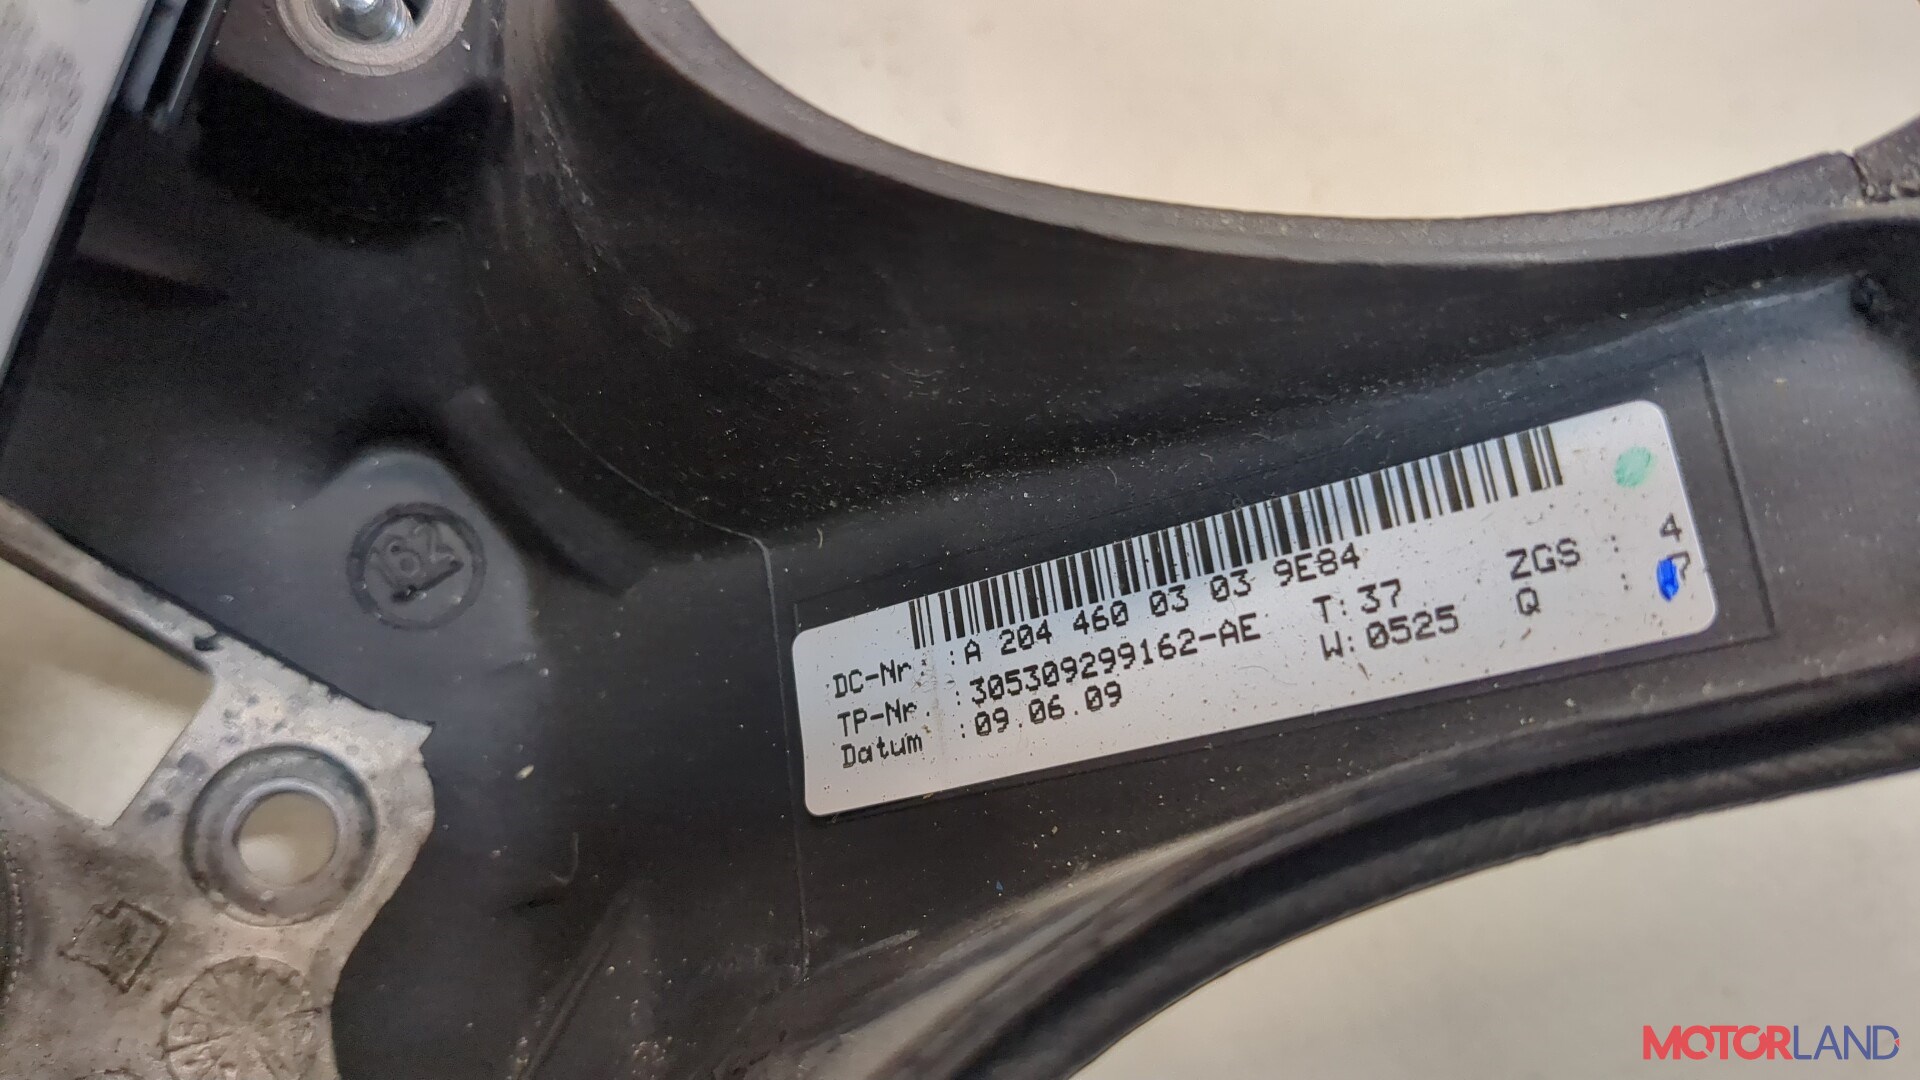 162
DC-Nr. :A 204 460 03 03 9E84
TP-Nr. :305309299162-AE T:37 ZGS : 4
Datum :09.06.09 W:0525 Q :
MOTORLAND